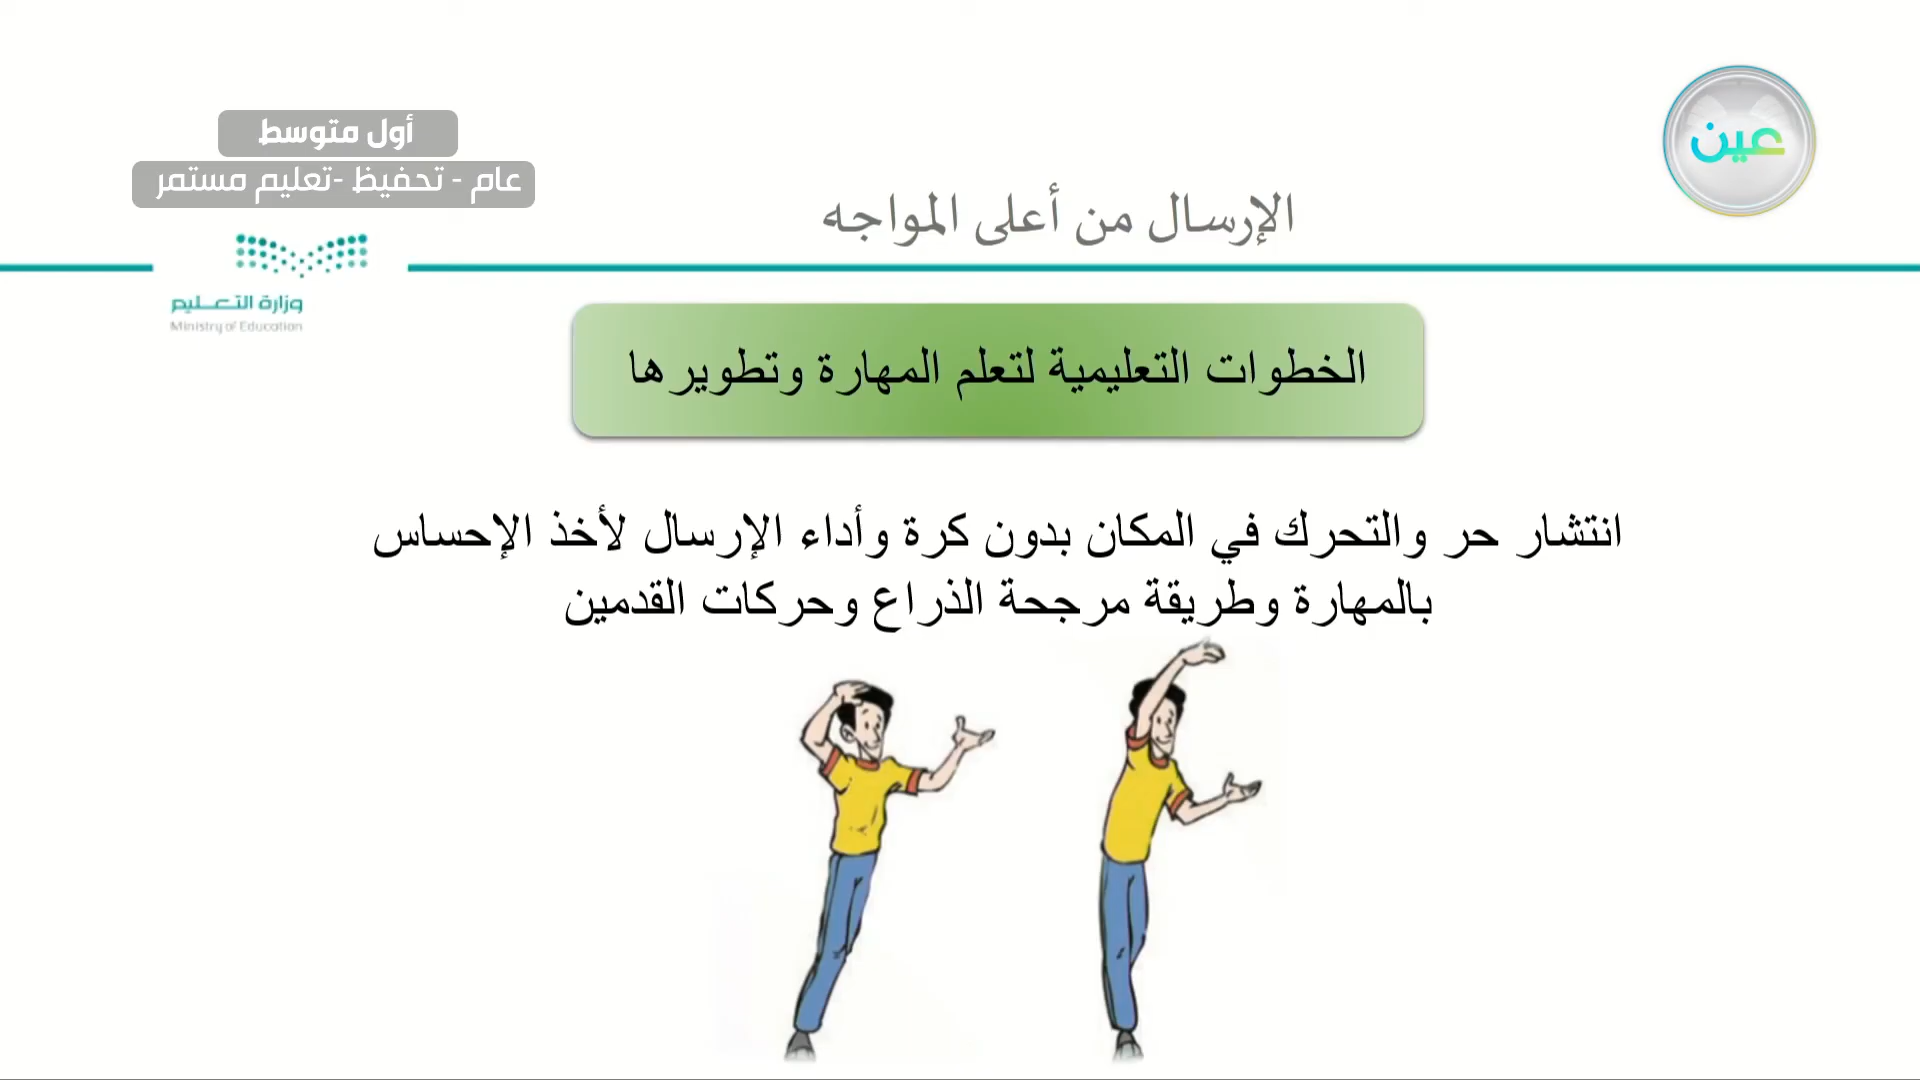 عين
أول متوسط
عام - تحفيظ -تعليم مستمر
الإرسال من أعلى المواجه
وزارة التعليم
Ministry of Education
الخطوات التعليمية لتعلم المهارة وتطويرها
انتشار حر والتحرك في المكان بدون كرة وأداء الإرسال لأخذ الإحساس
بالمهارة وطريقة مرجحة الذراع وحركات القدمين